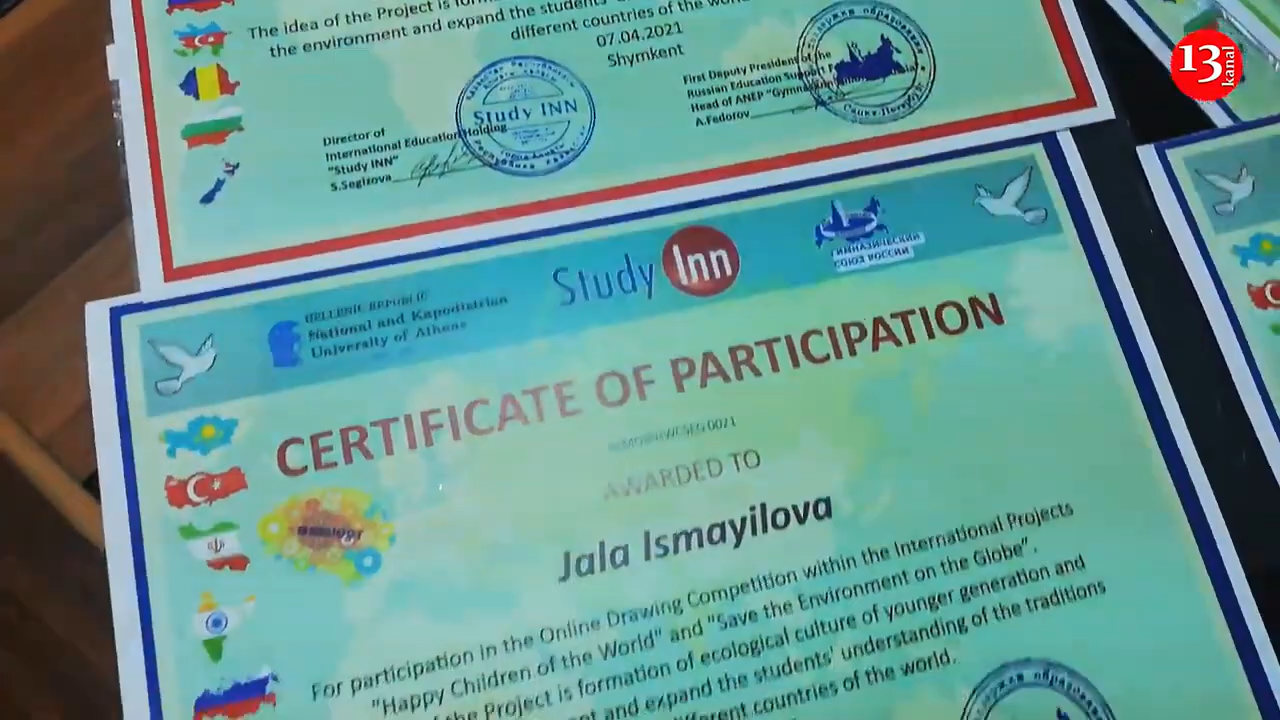 The idea of the Project is
the environment and expand the students'
different countries of the
07.04.2021
Shymkent
Director of
International Education Holding
"Study INN"
S.Segizova
Study INN
First Deputy President of the
Russian Education Support
Head of ANEP
A.Fedorov
13
kanal
HELLENIC REPUBLIC
National and Kapodistrian
University of Athens
Study Inn
ГИМНАЗИЧЕСКИЙ
СОЮЗ РОССИИ
CERTIFICATE OF PARTICIPATION
AWARDED TO
Jala Ismayilova
For participation in the Online Drawing Competition within the International Projects
"Happy Children of the World" and "Save the Environment on the Globe".
the Project is formation of ecological culture of younger generation and
and expand the students' understanding of the traditions
countries of the world.